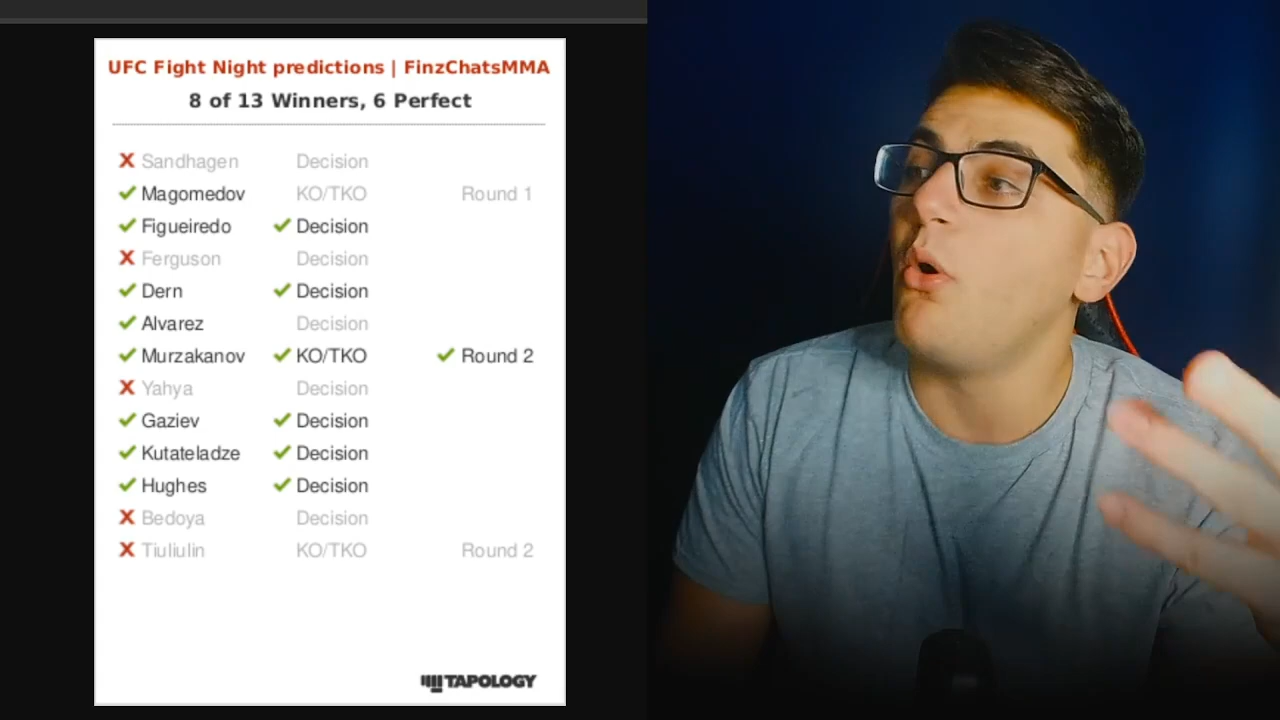 UFC Fight Night predictions | FinzChatsMMA
8 of 13 Winners, 6 Perfect
X Sandhagen Decision
✓ Magomedov KO/TKO Round 1
✓ Figueiredo ✓ Decision
X Ferguson Decision
✓ Dern ✓ Decision
✓ Alvarez Decision
✓ Murzakanov ✓ KO/TKO ✓ Round 2
X Yahya Decision
✓ Gaziev ✓ Decision
✓ Kutateladze ✓ Decision
✓ Hughes ✓ Decision
X Bedoya Decision
X Tiuliulin KO/TKO Round 2
TAPOLOGY